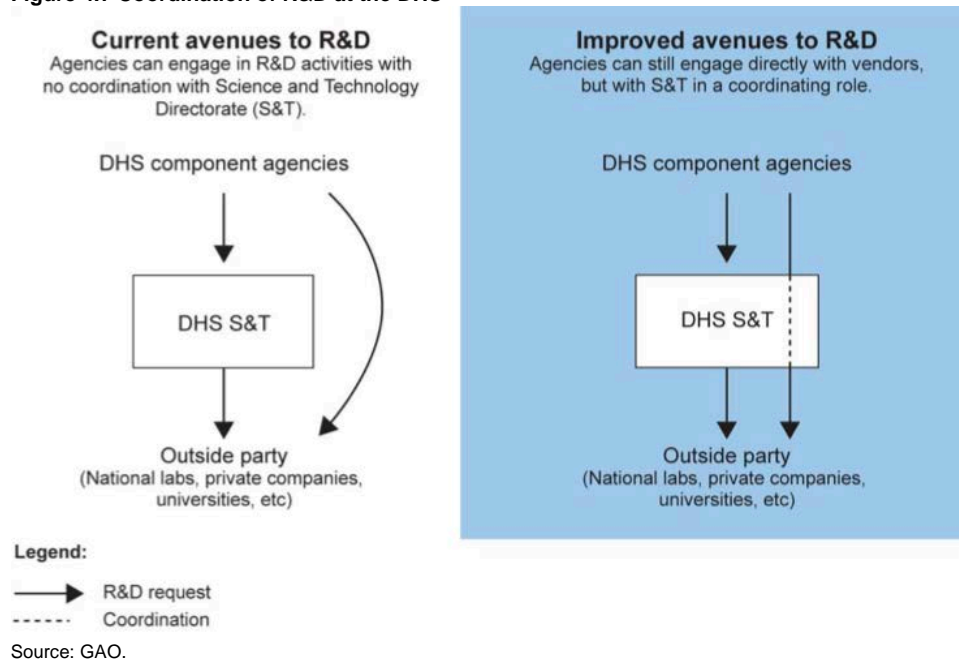 Current avenues to R&D
Agencies can engage in R&D activities with
no coordination with Science and Technology
Directorate (S&T).
DHS component agencies
DHS S&T
Outside party
(National labs, private companies,
universities, etc)
Improved avenues to R&D
Agencies can still engage directly with vendors,
but with S&T in a coordinating role.
DHS component agencies
DHS S&T
Outside party
(National labs, private companies,
universities, etc)
Legend:
R&D request
Coordination
Source: GAO.